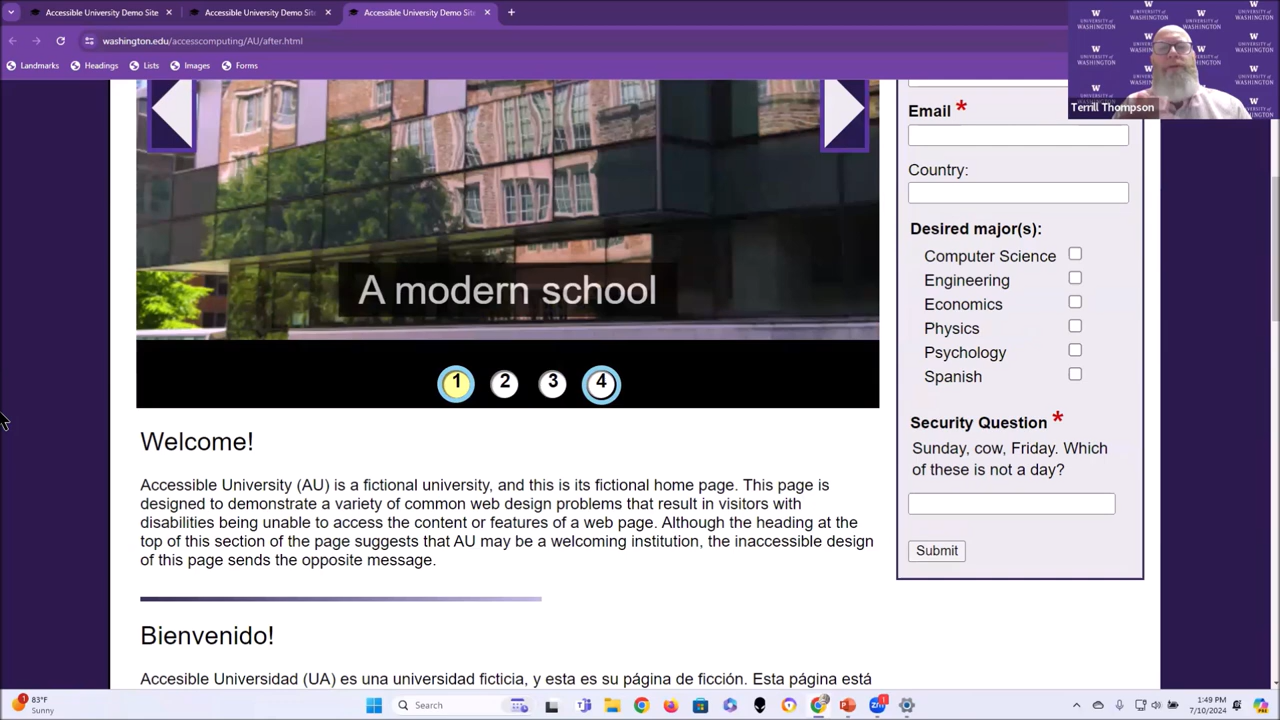 Accessible University Demo Sit
Accessible University Demo Sit
Accessible University Demo Sit
washington.edu/accesscomputing/AU/after.html
Landmarks
Headings
Lists
Images
Forms
W
UNIVERSITY of
WASHINGTON
Terrill Thompson
Email *
Country:
Desired major(s):
Computer Science
Engineering
Economics
Physics
Psychology
Spanish
Security Question *
Sunday, cow, Friday. Which
of these is not a day?
Submit
A modern school
1 2 3 4
Welcome!
Accessible University (AU) is a fictional university, and this is its fictional home page. This page is
designed to demonstrate a variety of common web design problems that result in visitors with
disabilities being unable to access the content or features of a web page. Although the heading at the
top of this section of the page suggests that AU may be a welcoming institution, the inaccessible design
of this page sends the opposite message.
Bienvenido!
Accesible Universidad (UA) es una universidad ficticia, y esta es su página de ficción. Esta página está
83°F
Sunny
Search
1:49 PM
7/10/2024